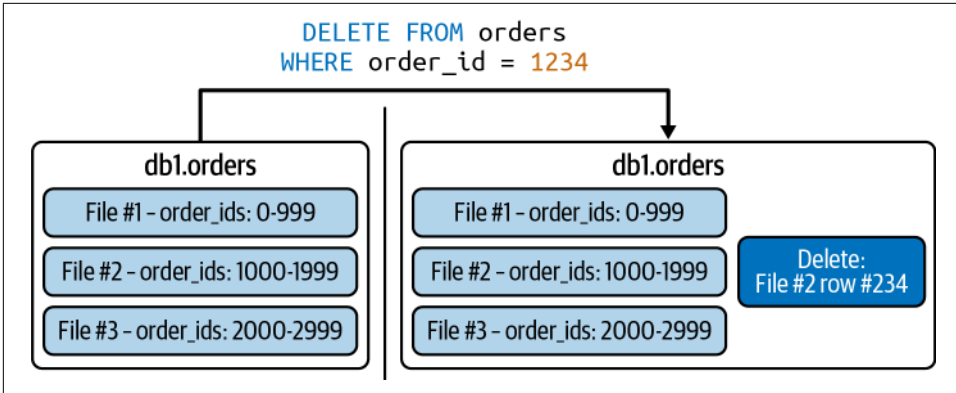 DELETE FROM orders
WHERE order_id = 1234
db1.orders
File #1 – order_ids: 0-999
File #2 – order_ids: 1000-1999
File #3 – order_ids: 2000-2999
db1.orders
File #1 – order_ids: 0-999
File #2 – order_ids: 1000-1999
File #3 – order_ids: 2000-2999
Delete:
File #2 row #234